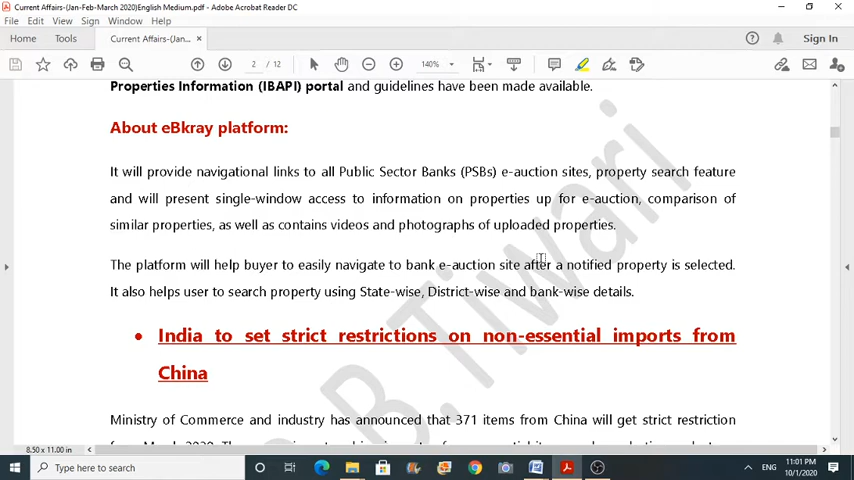 Current Affairs-(Jan-Feb-March 2020)English Medium.pdf - Adobe Acrobat Reader DC
File Edit View Sign Window Help
Home Tools Current Affairs-(Jan-... × Sign In
2 / 12 140%
Properties Information (IBAPI) portal and guidelines have been made available.
About eBkray platform:
It will provide navigational links to all Public Sector Banks (PSBs) e-auction sites, property search feature
and will present single-window access to information on properties up for e-auction, comparison of
similar properties, as well as contains videos and photographs of uploaded properties.
The platform will help buyer to easily navigate to bank e-auction site after a notified property is selected.
It also helps user to search property using State-wise, District-wise and bank-wise details.
• India to set strict restrictions on non-essential imports from
China
Ministry of Commerce and industry has announced that 371 items from China will get strict restriction
B.Tiwari
8.50 x 11.00 in
Type here to search
ENG
11:01 PM
10/1/2020